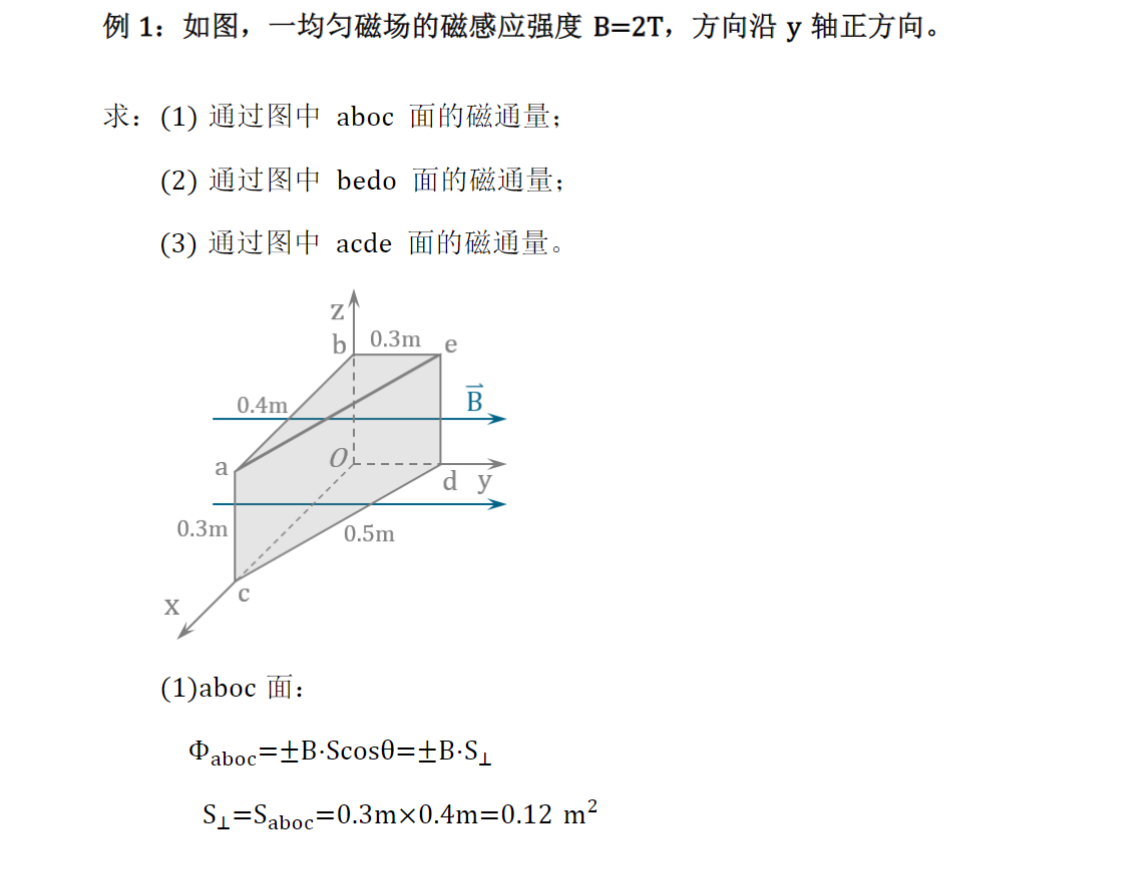 例 1：如图，一均匀磁场的磁感应强度 B=2T，方向沿 y 轴正方向。
求：(1) 通过图中 aboc 面的磁通量；
(2) 通过图中 bedo 面的磁通量；
(3) 通过图中 acde 面的磁通量。
z
b 0.3m e
0.4m B⃗
a O
d y
0.3m 0.5m
c
x
(1)aboc 面：
Φ_aboc=±B·Scosθ=±B·S⊥
S⊥=S_aboc=0.3m×0.4m=0.12 m²